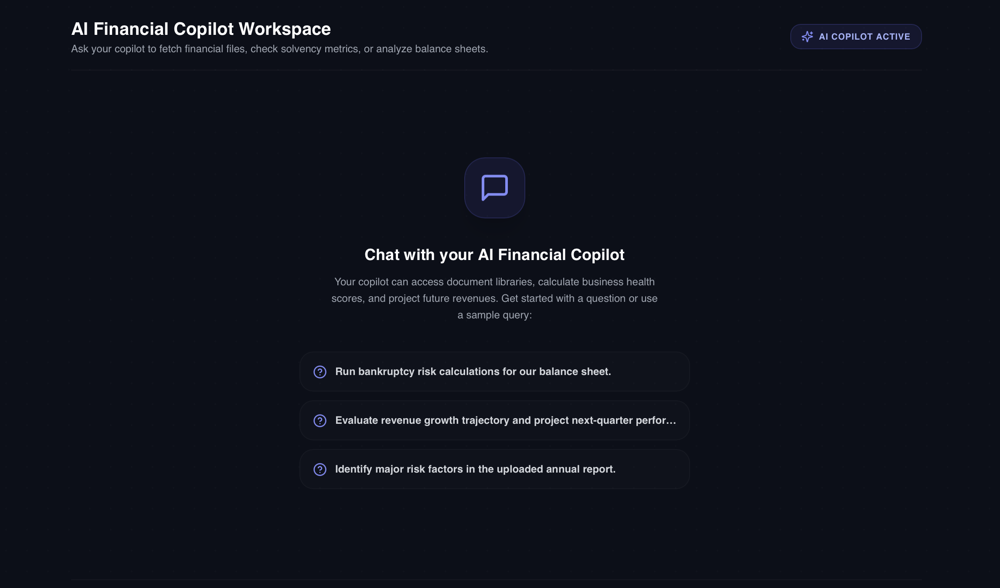 AI Financial Copilot Workspace
Ask your copilot to fetch financial files, check solvency metrics, or analyze balance sheets.
AI COPILOT ACTIVE
Chat with your AI Financial Copilot
Your copilot can access document libraries, calculate business health
scores, and project future revenues. Get started with a question or use
a sample query:
Run bankruptcy risk calculations for our balance sheet.
Evaluate revenue growth trajectory and project next-quarter perfor...
Identify major risk factors in the uploaded annual report.